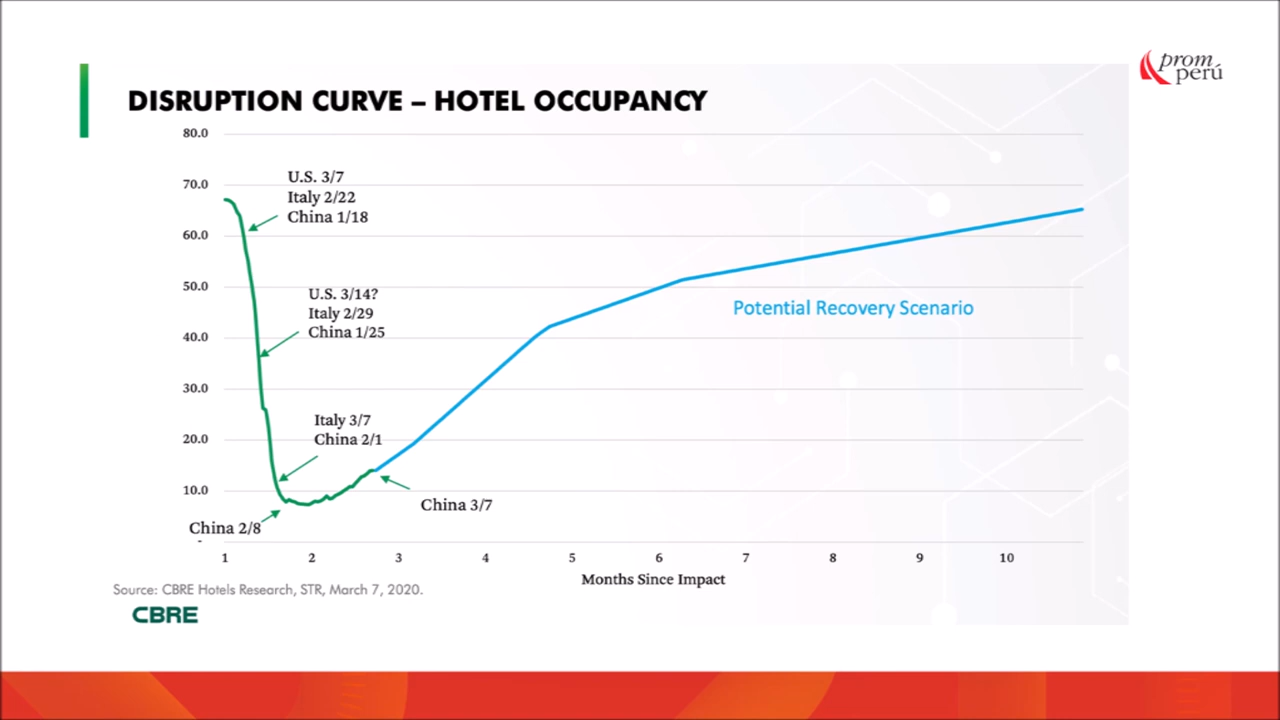 prom
perú
DISRUPTION CURVE – HOTEL OCCUPANCY
80.0
70.0
60.0
50.0
40.0
30.0
20.0
10.0
-
U.S. 3/7
Italy 2/22
China 1/18
U.S. 3/14?
Italy 2/29
China 1/25
Italy 3/7
China 2/1
China 2/8
China 3/7
Potential Recovery Scenario
1 2 3 4 5 6 7 8 9 10
Months Since Impact
Source: CBRE Hotels Research, STR, March 7, 2020.
CBRE